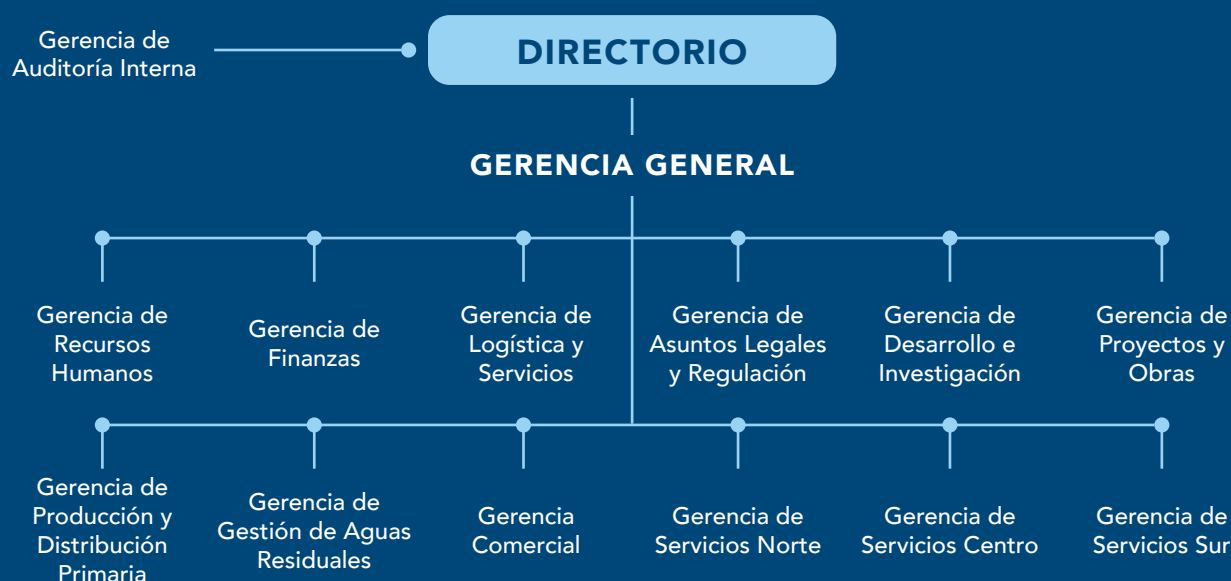 Gerencia de
Auditoría Interna
DIRECTORIO
GERENCIA GENERAL
Gerencia de
Recursos
Humanos
Gerencia de
Finanzas
Gerencia de
Logística y
Servicios
Gerencia de
Asuntos Legales
y Regulación
Gerencia de
Desarrollo e
Investigación
Gerencia de
Proyectos y
Obras
Gerencia de
Producción y
Distribución
Primaria
Gerencia de
Gestión de Aguas
Residuales
Gerencia
Comercial
Gerencia de
Servicios Norte
Gerencia de
Servicios Centro
Gerencia de
Servicios Sur